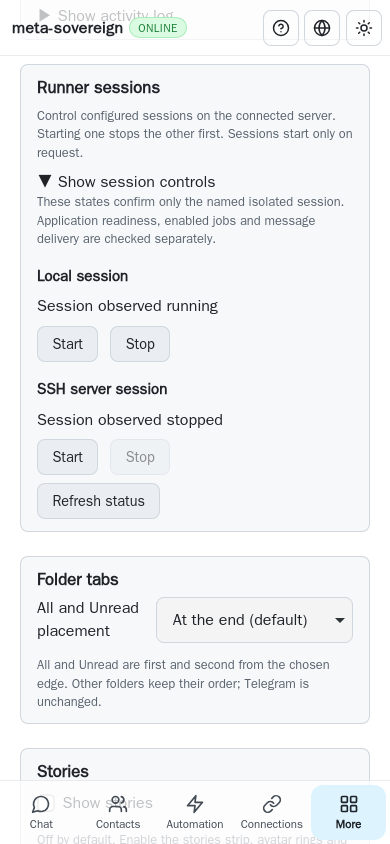 Show activity log
meta-sovereign ONLINE
Runner sessions
Control configured sessions on the connected server.
Starting one stops the other first. Sessions start only on
request.
Show session controls
These states confirm only the named isolated session.
Application readiness, enabled jobs and message
delivery are checked separately.
Local session
Session observed running
Start Stop
SSH server session
Session observed stopped
Start Stop
Refresh status
Folder tabs
All and Unread
placement
At the end (default)
All and Unread are first and second from the chosen
edge. Other folders keep their order; Telegram is
unchanged.
Stories
Show stories
Chat Contacts Automation Connections More
Off by default. Enable the stories strip, avatar rings and